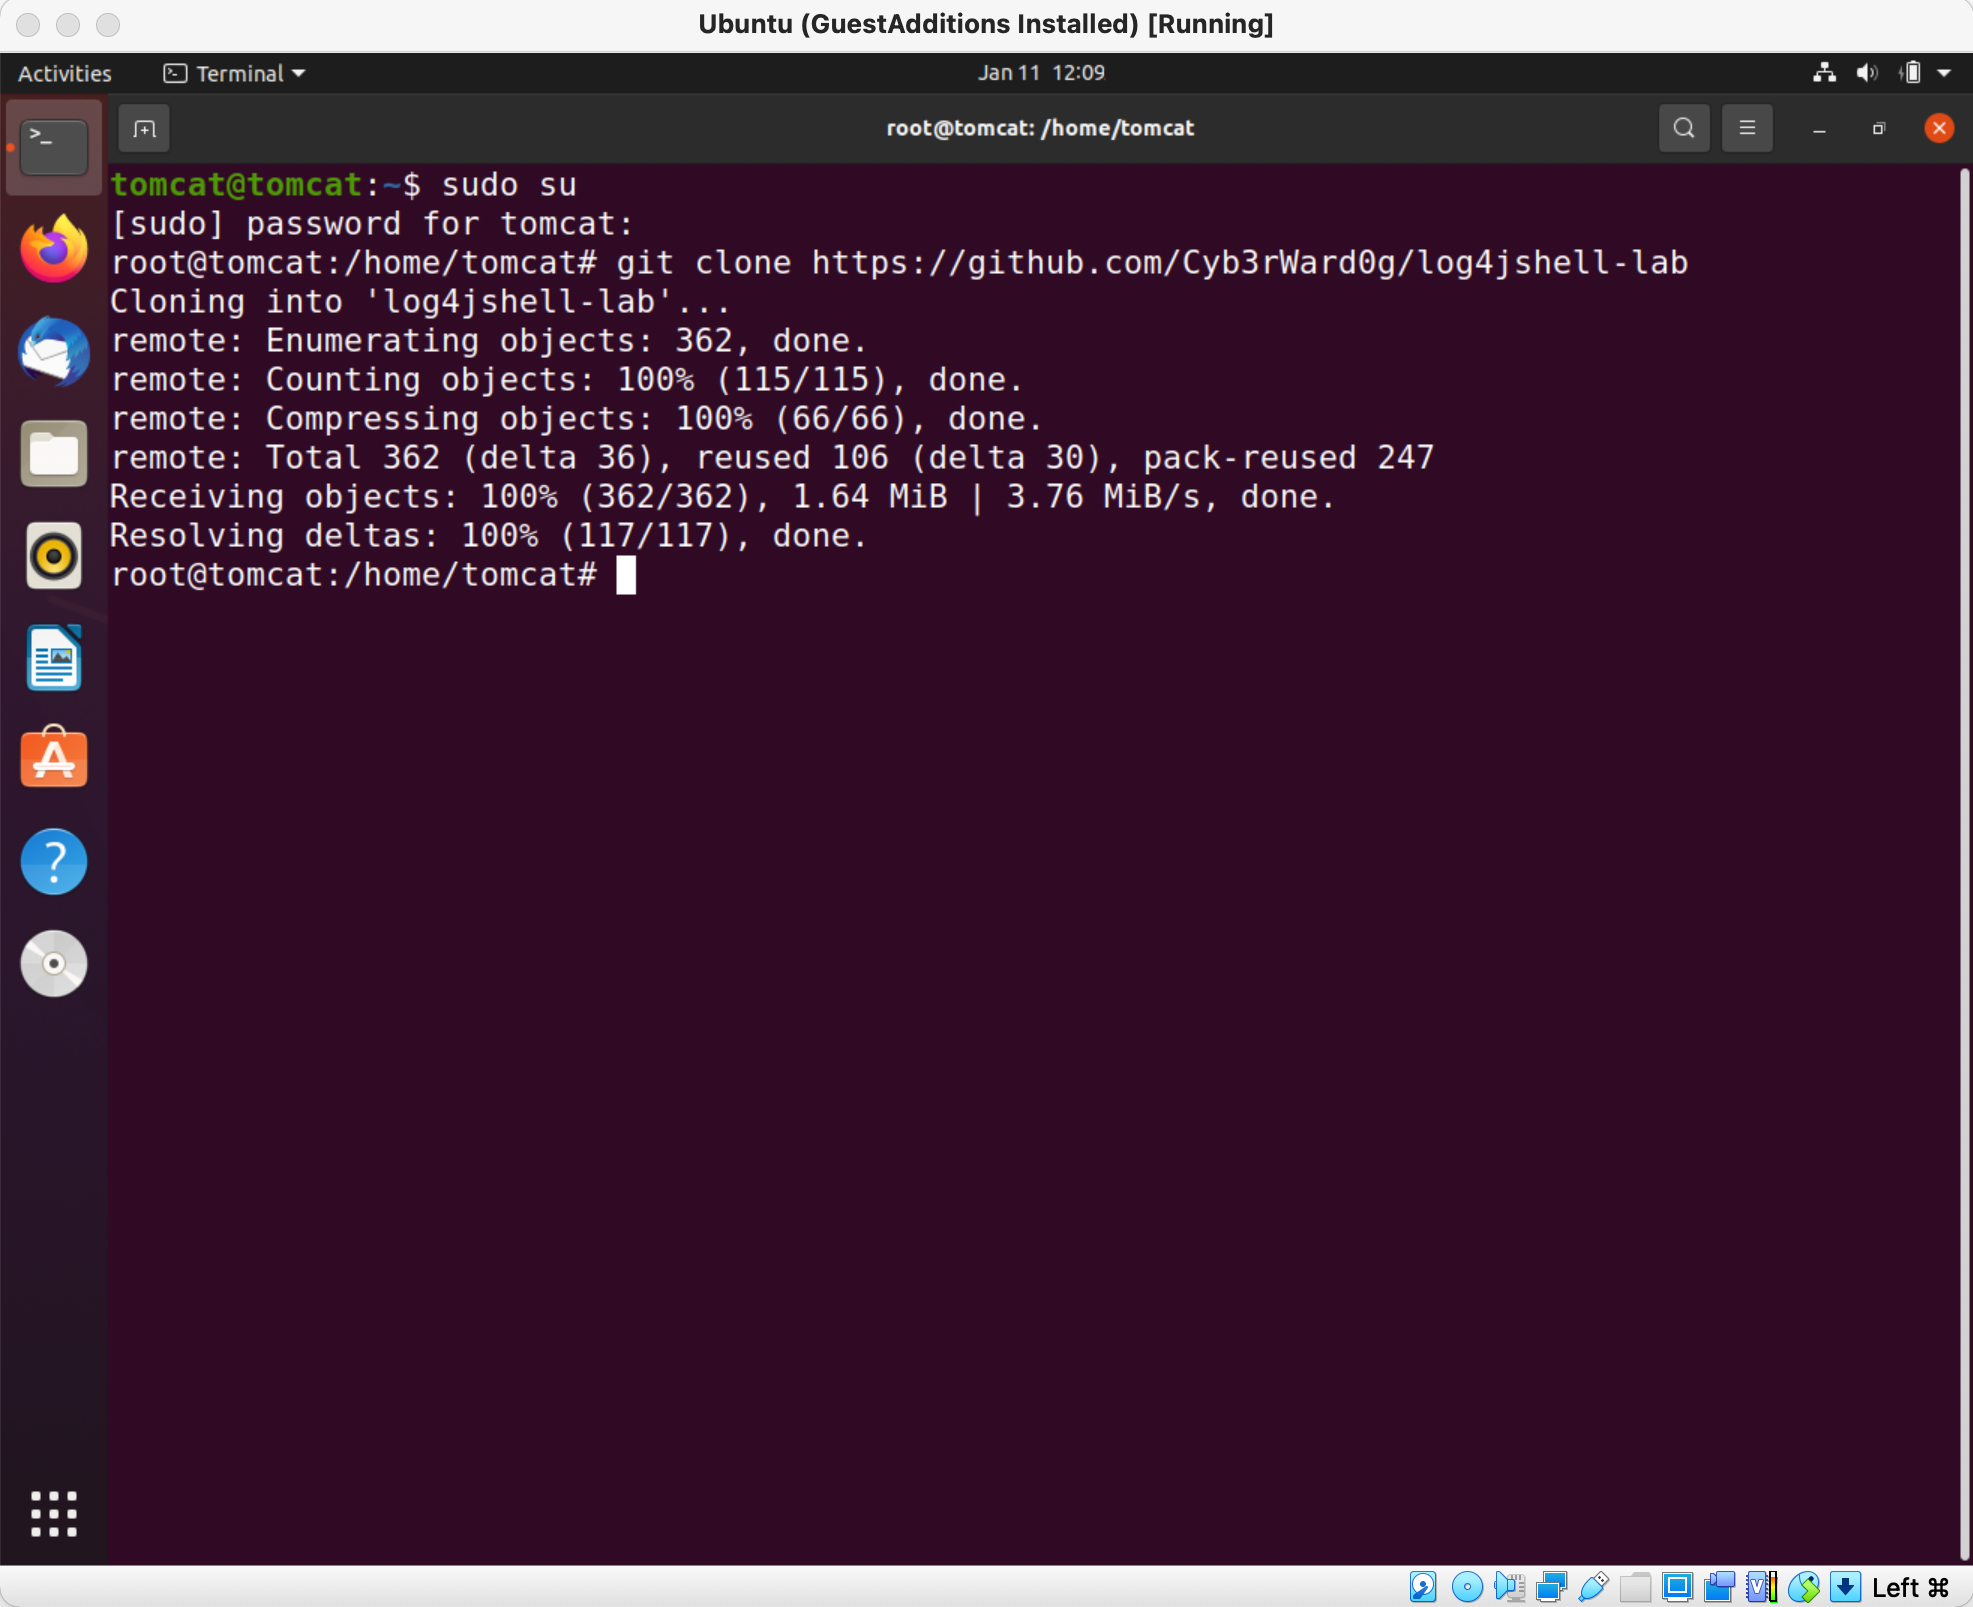 Ubuntu (GuestAdditions Installed) [Running]
Activities Terminal Jan 11 12:09
root@tomcat: /home/tomcat
tomcat@tomcat:~$ sudo su
[sudo] password for tomcat:
root@tomcat:/home/tomcat# git clone https://github.com/Cyb3rWard0g/log4jshell-lab
Cloning into 'log4jshell-lab'...
remote: Enumerating objects: 362, done.
remote: Counting objects: 100% (115/115), done.
remote: Compressing objects: 100% (66/66), done.
remote: Total 362 (delta 36), reused 106 (delta 30), pack-reused 247
Receiving objects: 100% (362/362), 1.64 MiB | 3.76 MiB/s, done.
Resolving deltas: 100% (117/117), done.
root@tomcat:/home/tomcat#
Left ⌘